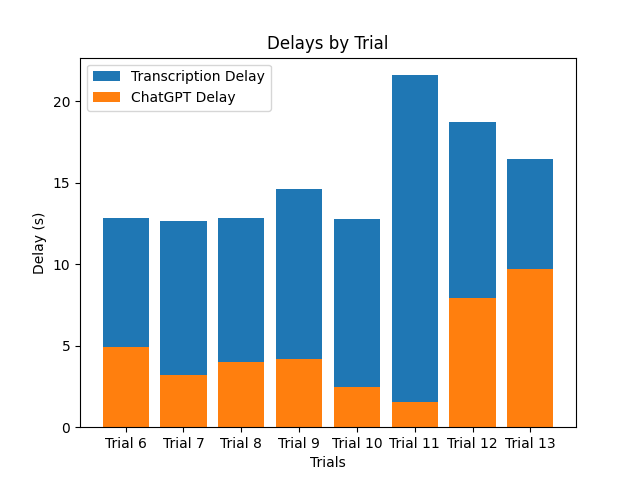 Delays by Trial
Transcription Delay
ChatGPT Delay
Delay (s)
20
15
10
5
0
Trial 6 Trial 7 Trial 8 Trial 9 Trial 10 Trial 11 Trial 12 Trial 13
Trials